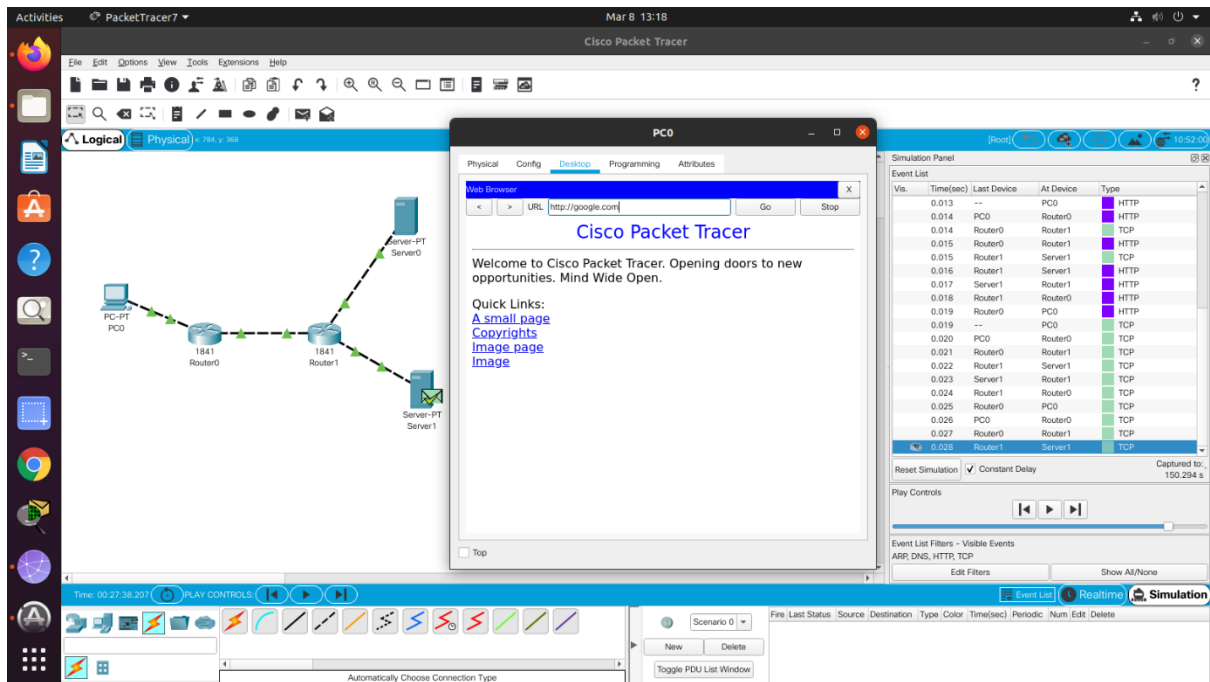 Activities PacketTracer7 Mar 8 13:18
Cisco Packet Tracer
File Edit Options View Tools Extensions Help
?
Logical Physical x: 784, y: 368 [Root] 10:52:00
PC0
Physical Config Desktop Programming Attributes
Web Browser X
< > URL http://google.com Go Stop
Cisco Packet Tracer
Welcome to Cisco Packet Tracer. Opening doors to new
opportunities. Mind Wide Open.
Quick Links:
A small page
Copyrights
Image page
Image
Top
Server-PT
Server0
PC-PT
PC0
1841
Router0
1841
Router1
Server-PT
Server1
Simulation Panel
Event List
Vis. Time(sec) Last Device At Device Type
0.013 -- PC0 HTTP
0.014 PC0 Router0 HTTP
0.014 Router0 Router1 TCP
0.015 Router0 Router1 HTTP
0.015 Router1 Server1 TCP
0.016 Router1 Server1 HTTP
0.017 Server1 Router1 HTTP
0.018 Router1 Router0 HTTP
0.019 Router0 PC0 HTTP
0.019 -- PC0 TCP
0.020 PC0 Router0 TCP
0.021 Router0 Router1 TCP
0.022 Router1 Server1 TCP
0.023 Server1 Router1 TCP
0.024 Router1 Router0 TCP
0.025 Router0 PC0 TCP
0.026 PC0 Router0 TCP
0.027 Router0 Router1 TCP
0.028 Router1 Server1 TCP
Reset Simulation Constant Delay Captured to:
150.294 s
Play Controls
Event List Filters - Visible Events
ARP, DNS, HTTP, TCP
Edit Filters Show All/None
Time: 00:27:38.207 PLAY CONTROLS: Event List Realtime Simulation
Scenario 0
New Delete
Toggle PDU List Window
Fire Last Status Source Destination Type Color Time(sec) Periodic Num Edit Delete
Automatically Choose Connection Type